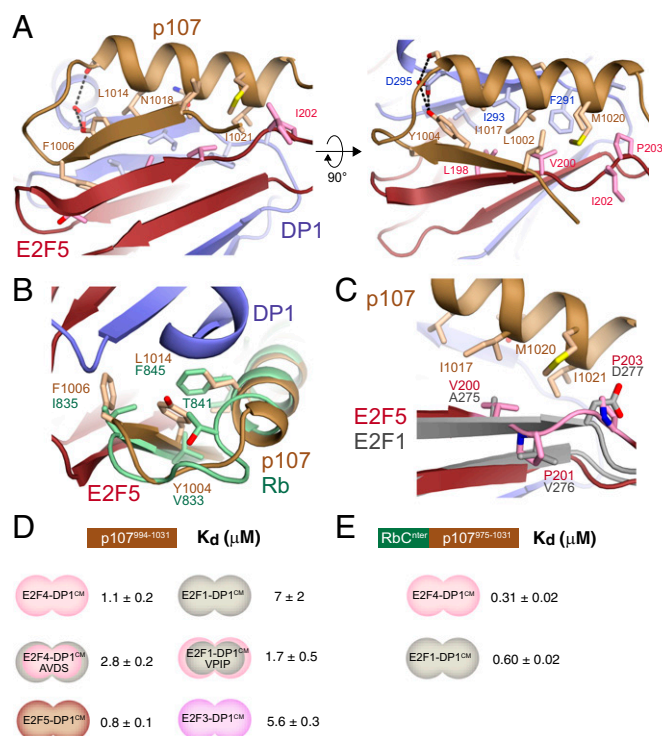 A
p107
L1014
N1018
I202
F1006
I1021
E2F5
DP1
90°
D295
F291
I293
M1020
I1017
Y1004
L1002
P203
L198
V200
I202
B
DP1
L1014
F845
F1006
I835
T841
p107
E2F5
Rb
Y1004
V833
C
p107
M1020
I1017
I1021
P203
D277
V200
A275
E2F5
E2F1
P201
V276
D
p107994-1031 Kd (µM)
E2F4-DP1CM 1.1 ± 0.2 E2F1-DP1CM 7 ± 2
E2F4-DP1CM AVDS 2.8 ± 0.2 E2F1-DP1CM VPIP 1.7 ± 0.5
E2F5-DP1CM 0.8 ± 0.1 E2F3-DP1CM 5.6 ± 0.3
E
RbCnter p107975-1031 Kd (µM)
E2F4-DP1CM 0.31 ± 0.02
E2F1-DP1CM 0.60 ± 0.02